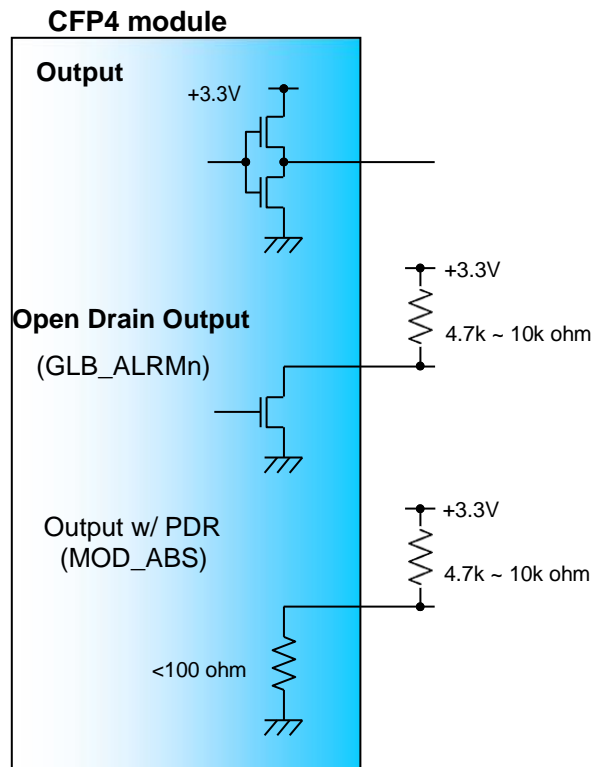 CFP4 module
Output
+3.3V
+3.3V
Open Drain Output
4.7k ~ 10k ohm
(GLB_ALRMn)
+3.3V
Output w/ PDR
(MOD_ABS)
4.7k ~ 10k ohm
<100 ohm